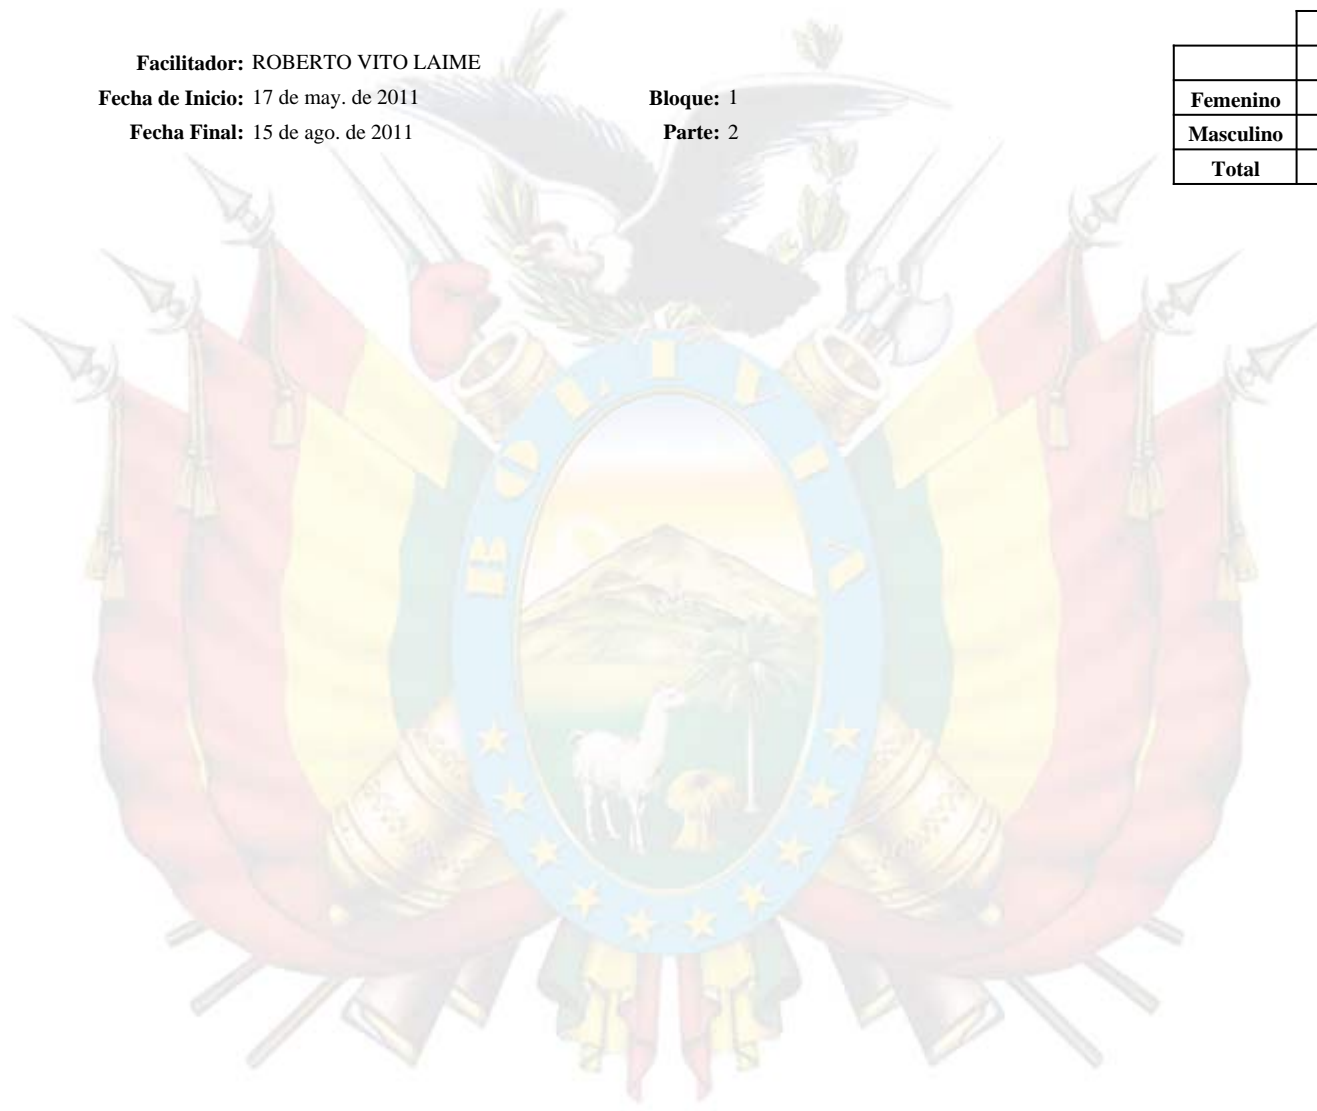 Facilitador: ROBERTO VITO LAIME
Fecha de Inicio: 17 de may. de 2011 Bloque: 1
Fecha Final: 15 de ago. de 2011 Parte: 2
Femenino
Masculino
Total
BOLIVIA